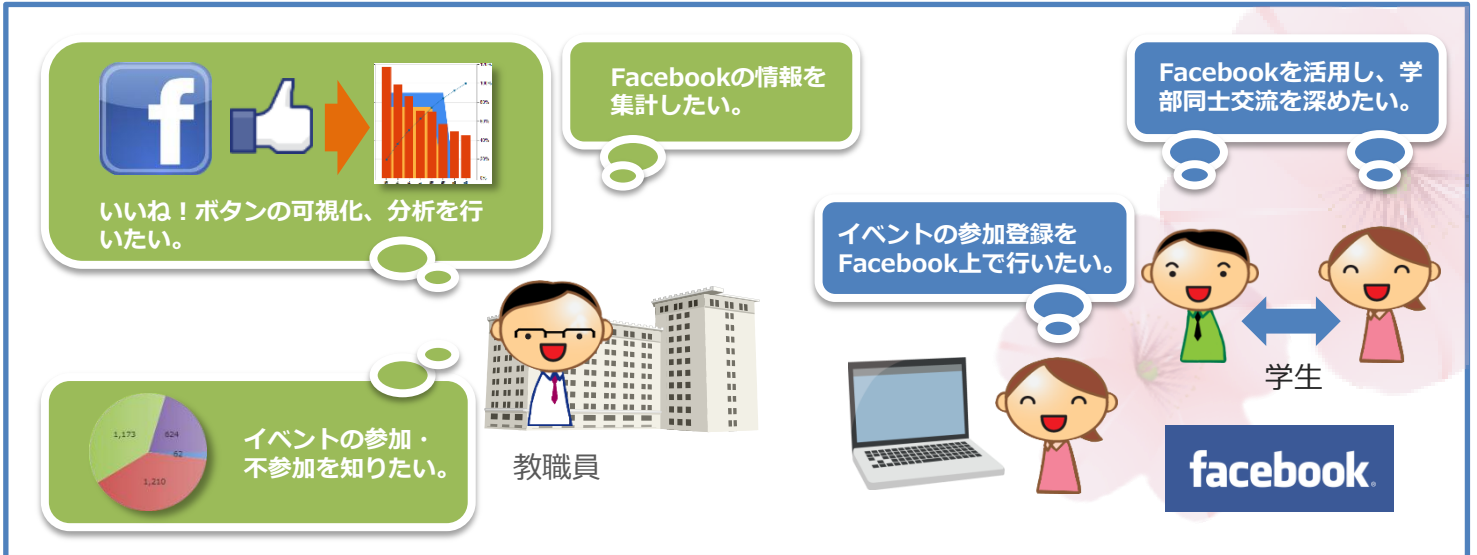 いいね！ボタンの可視化、分析を行
いたい。
Facebookの情報を
集計したい。
Facebookを活用し、学
部同士交流を深めたい。
イベントの参加登録を
Facebook上で行いたい。
学生
facebook.
教職員
イベントの参加・
不参加を知りたい。
1,173
624
62
1,210